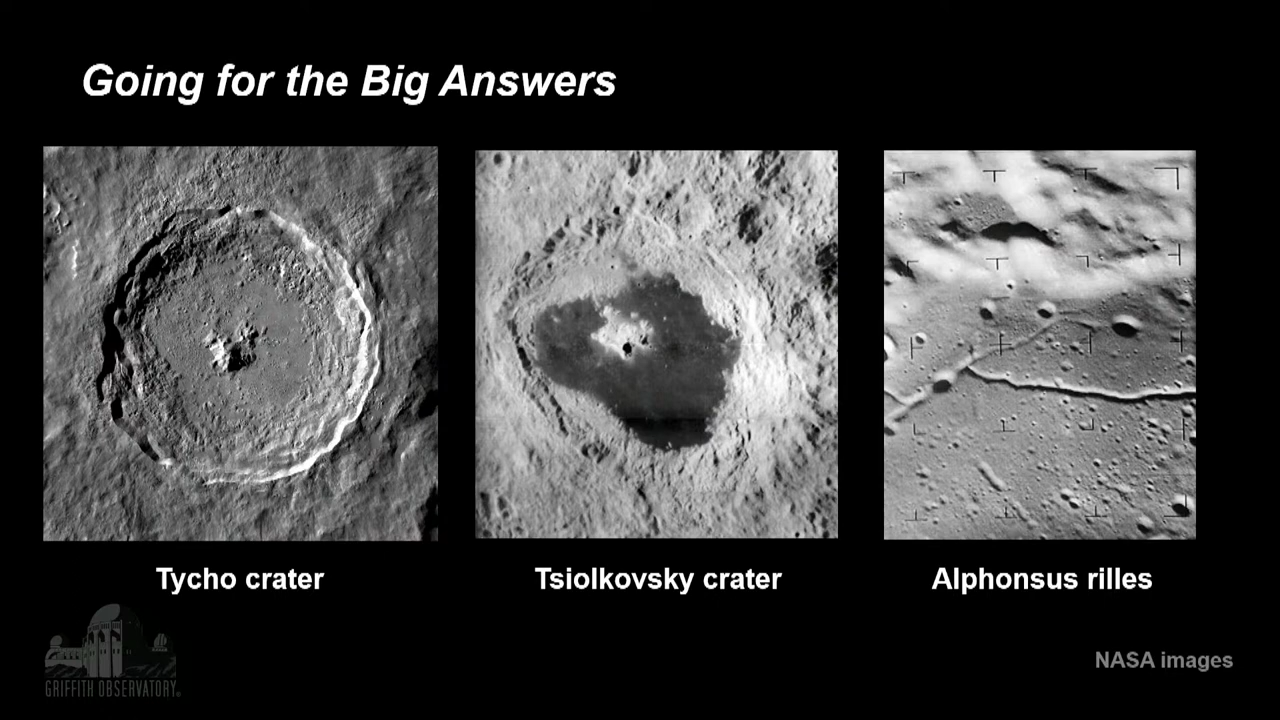 Going for the Big Answers
Tycho crater
Tsiolkovsky crater
Alphonsus rilles
NASA images
GRIFFITH OBSERVATORY